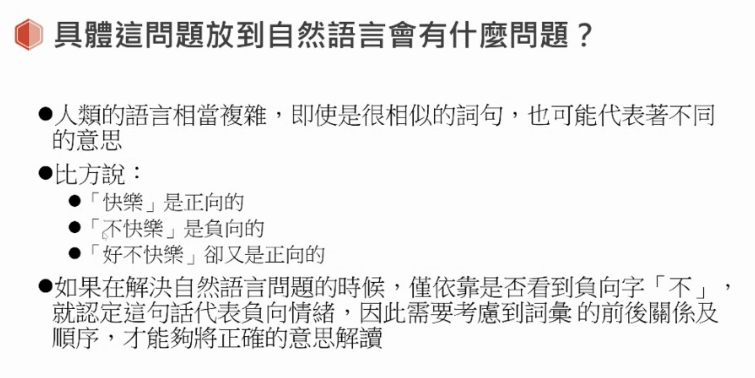 具體這問題放到自然語言會有什麼問題？
●人類的語言相當複雜，即使是很相似的詞句，也可能代表著不同
的意思
●比方說：
●「快樂」是正向的
●「不快樂」是負向的
●「好不快樂」卻又是正向的
●如果在解決自然語言問題的時候，僅依靠是否看到負向字「不」，
就認定這句話代表負向情緒，因此需要考慮到詞彙 的前後關係及
順序，才能夠將正確的意思解讀